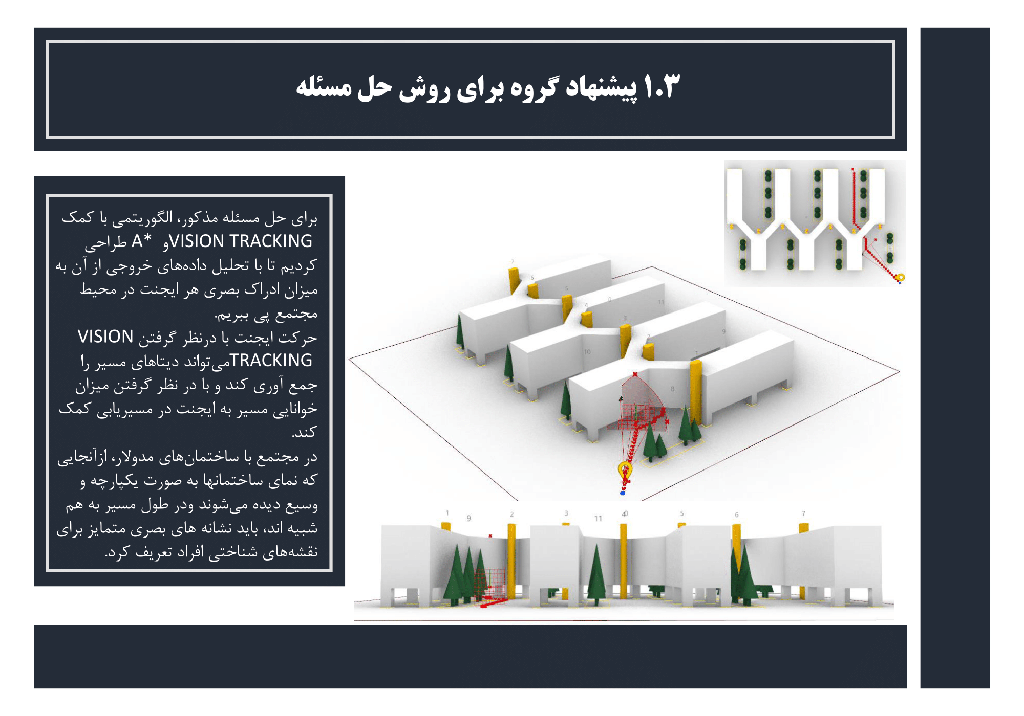 ۱.۳ پیشنهاد گروه برای روش حل مسئله
برای حل مسئله مذکور، الگوریتمی با کمک
VISION TRACKINGو *A طراحی
کردیم تا با تحلیل داده‌های خروجی از آن به
میزان ادراک بصری هر ایجنت در محیط
مجتمع پی ببریم.
حرکت ایجنت با درنظر گرفتن VISION
TRACKINGمی‌تواند دیتاهای مسیر را
جمع آوری کند و با در نظر گرفتن میزان
خوانایی مسیر به ایجنت در مسیریابی کمک
کند.
در مجتمع با ساختمان‌های مدولار، ازآنجایی
که نمای ساختمانها به صورت یکپارچه و
وسیع دیده می‌شوند ودر طول مسیر به هم
شبیه اند، باید نشانه های بصری متمایز برای
نقشه‌های شناختی افراد تعریف کرد.
1 9 2 3 11 5 6 7